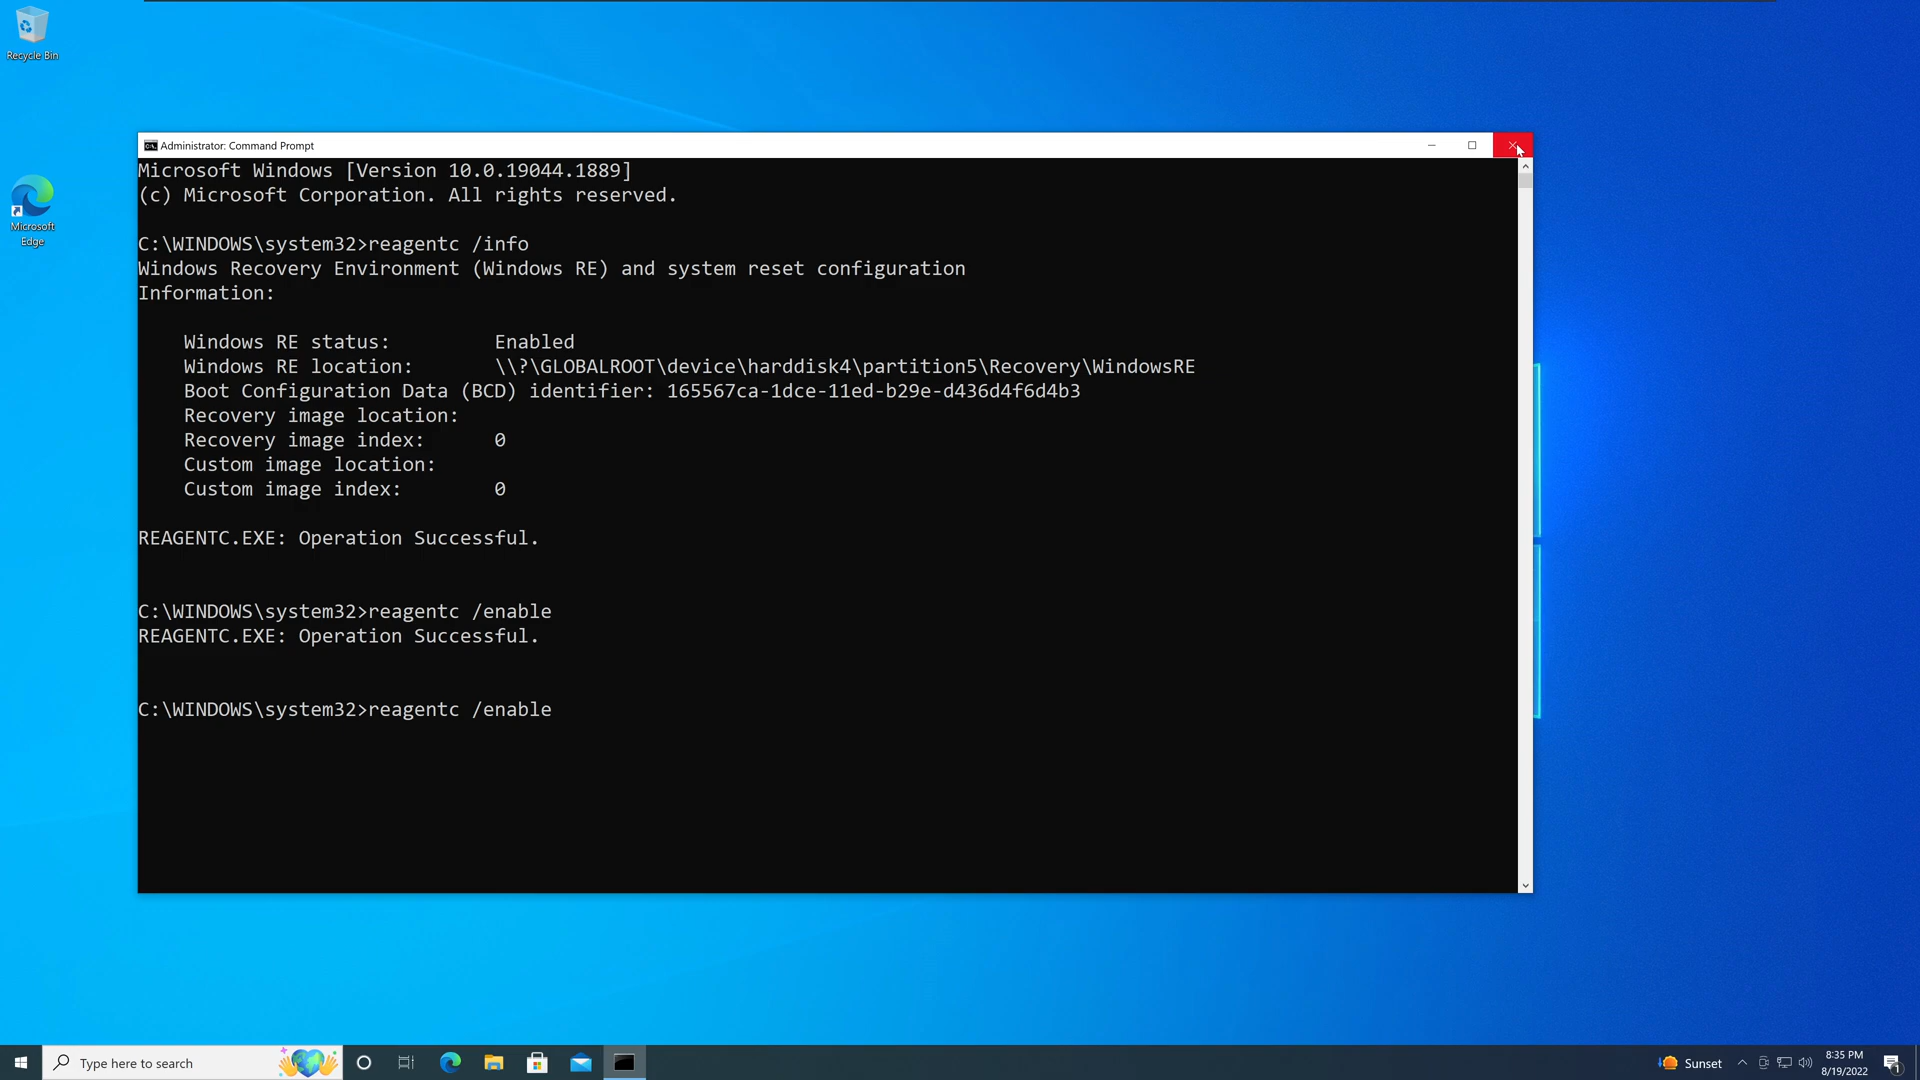 Recycle Bin
Microsoft
Edge
Administrator: Command Prompt
Microsoft Windows [Version 10.0.19044.1889]
(c) Microsoft Corporation. All rights reserved.
C:\WINDOWS\system32>reagentc /info
Windows Recovery Environment (Windows RE) and system reset configuration
Information:
Windows RE status: Enabled
Windows RE location: \\?\GLOBALROOT\device\harddisk4\partition5\Recovery\WindowsRE
Boot Configuration Data (BCD) identifier: 165567ca-1dce-11ed-b29e-d436d4f6d4b3
Recovery image location:
Recovery image index: 0
Custom image location:
Custom image index: 0
REAGENTC.EXE: Operation Successful.
C:\WINDOWS\system32>reagentc /enable
REAGENTC.EXE: Operation Successful.
C:\WINDOWS\system32>reagentc /enable
Type here to search
Sunset
8:35 PM
8/19/2022
1